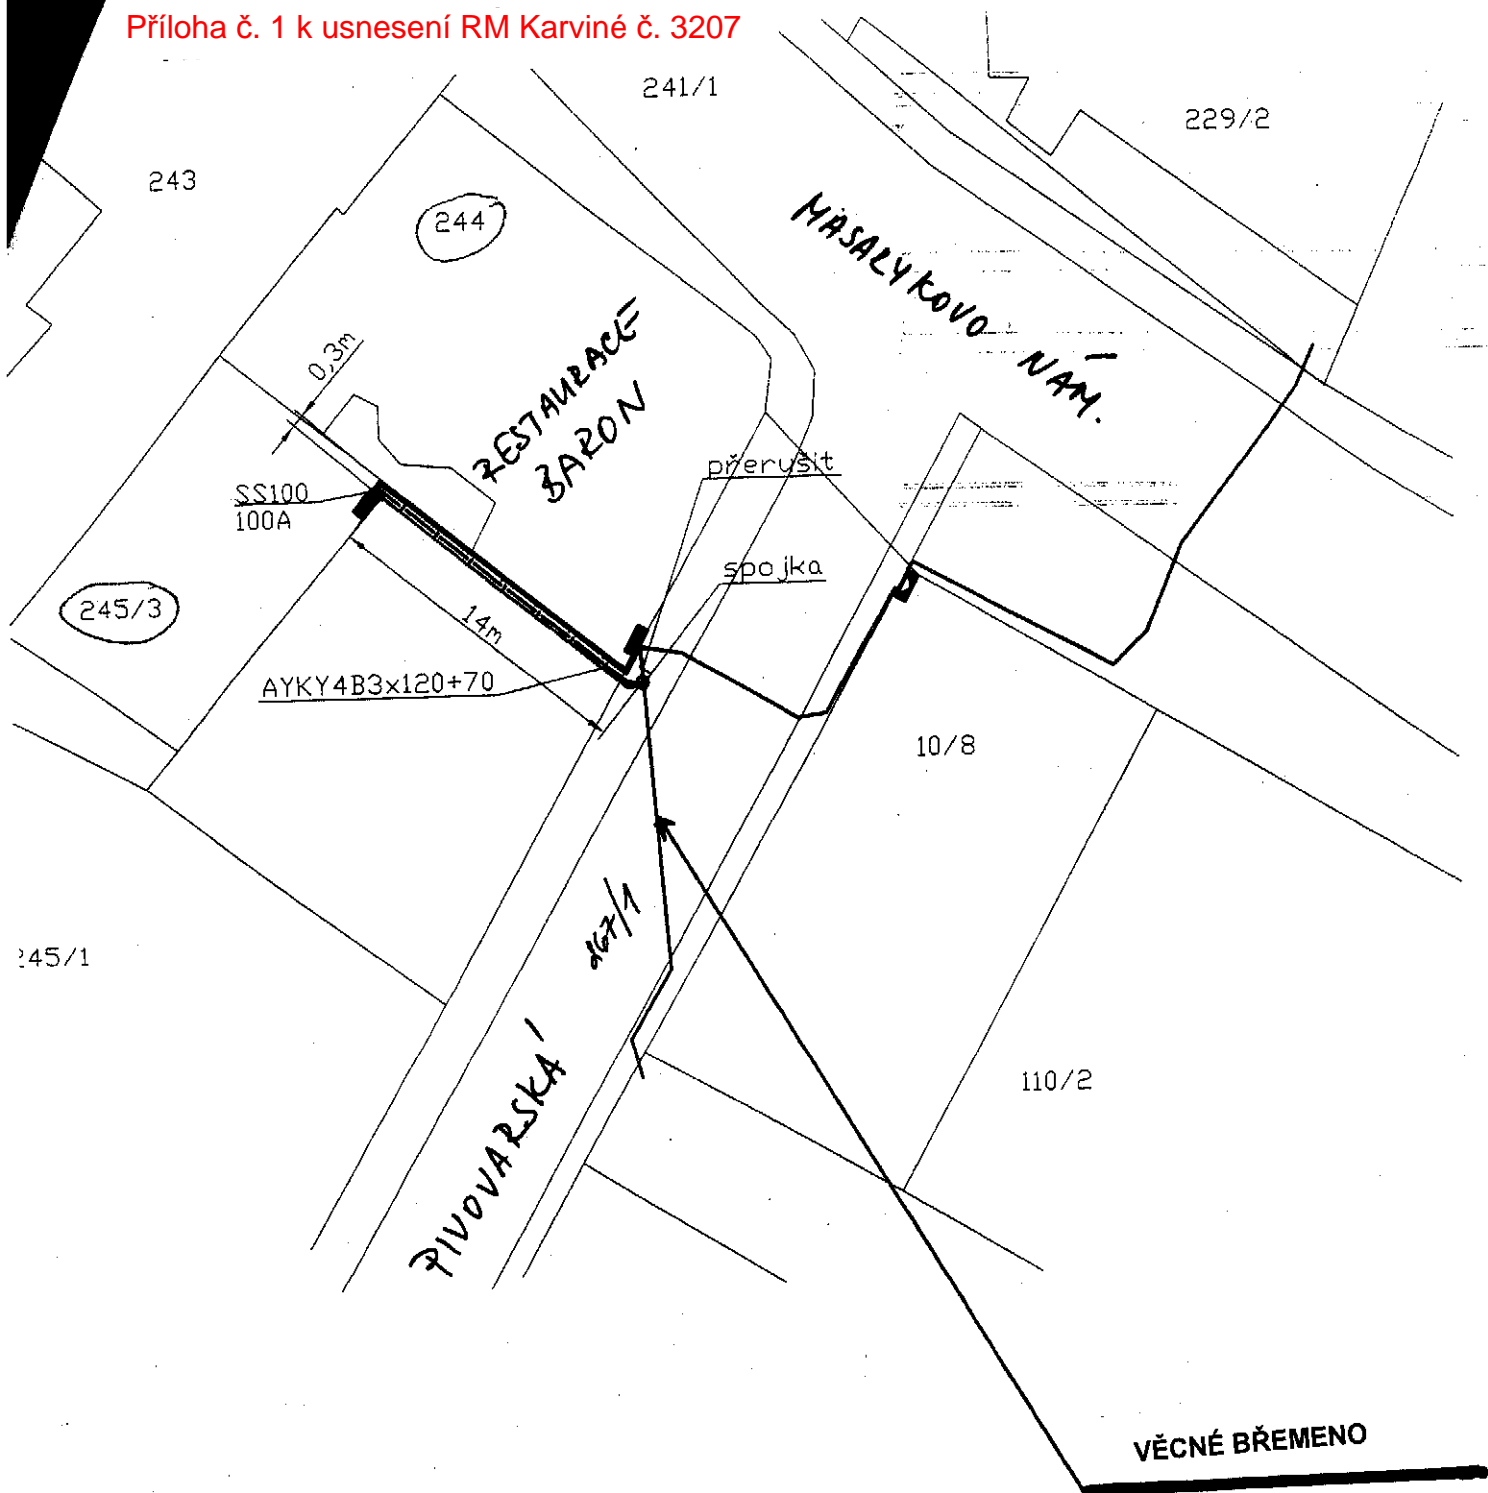 Příloha č. 1 k usnesení RM Karviné č. 3207
241/1
229/2
243
244
MASARYKOVO NÁM.
0,3m
RESTAURACE
BARON
přerušit
SS100
100A
spojka
245/3
14m
AYKY4B3x120+70
10/8
267/1
245/1
PIVOVARSKÁ
110/2
VĚCNÉ BŘEMENO